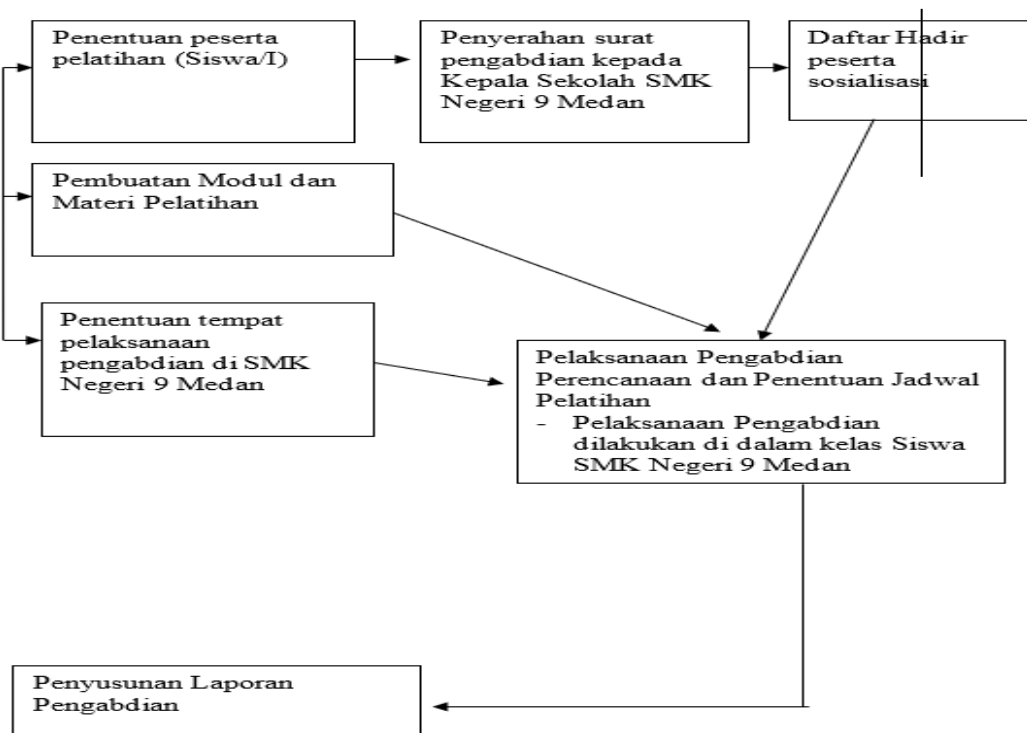 Penentuan peserta
pelatihan (Siswa/I)
Penyerahan surat
pengabdian kepada
Kepala Sekolah SMK
Negeri 9 Medan
Daftar Hadir
peserta
sosialisasi
Pembuatan Modul dan
Materi Pelatihan
Penentuan tempat
pelaksanaan
pengabdian di SMK
Negeri 9 Medan
Pelaksanaan Pengabdian
Perencanaan dan Penentuan Jadwal
Pelatihan
- Pelaksanaan Pengabdian
dilakukan di dalam kelas Siswa
SMK Negeri 9 Medan
Penyusunan Laporan
Pengabdian